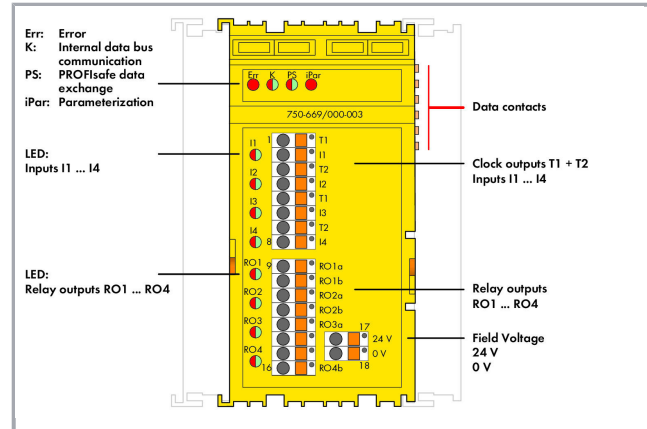 Err: Error
K: Internal data bus
communication
PS: PROFIsafe data
exchange
iPar: Parameterization
Err K PS iPar
Data contacts
750-669/000-003
LED:
Inputs I1 ... I4
I1 1 T1
I1
I2 T2
I2
I3 T1
I3
I4 T2
8 I4
Clock outputs T1 + T2
Inputs I1 ... I4
LED:
Relay outputs RO1 ... RO4
RO1 9 RO1a
RO1b
RO2 RO2a
RO2b
RO3 RO3a 17
24 V
RO4 0 V
16 RO4b 18
Relay outputs
RO1 ... RO4
Field Voltage
24 V
0 V